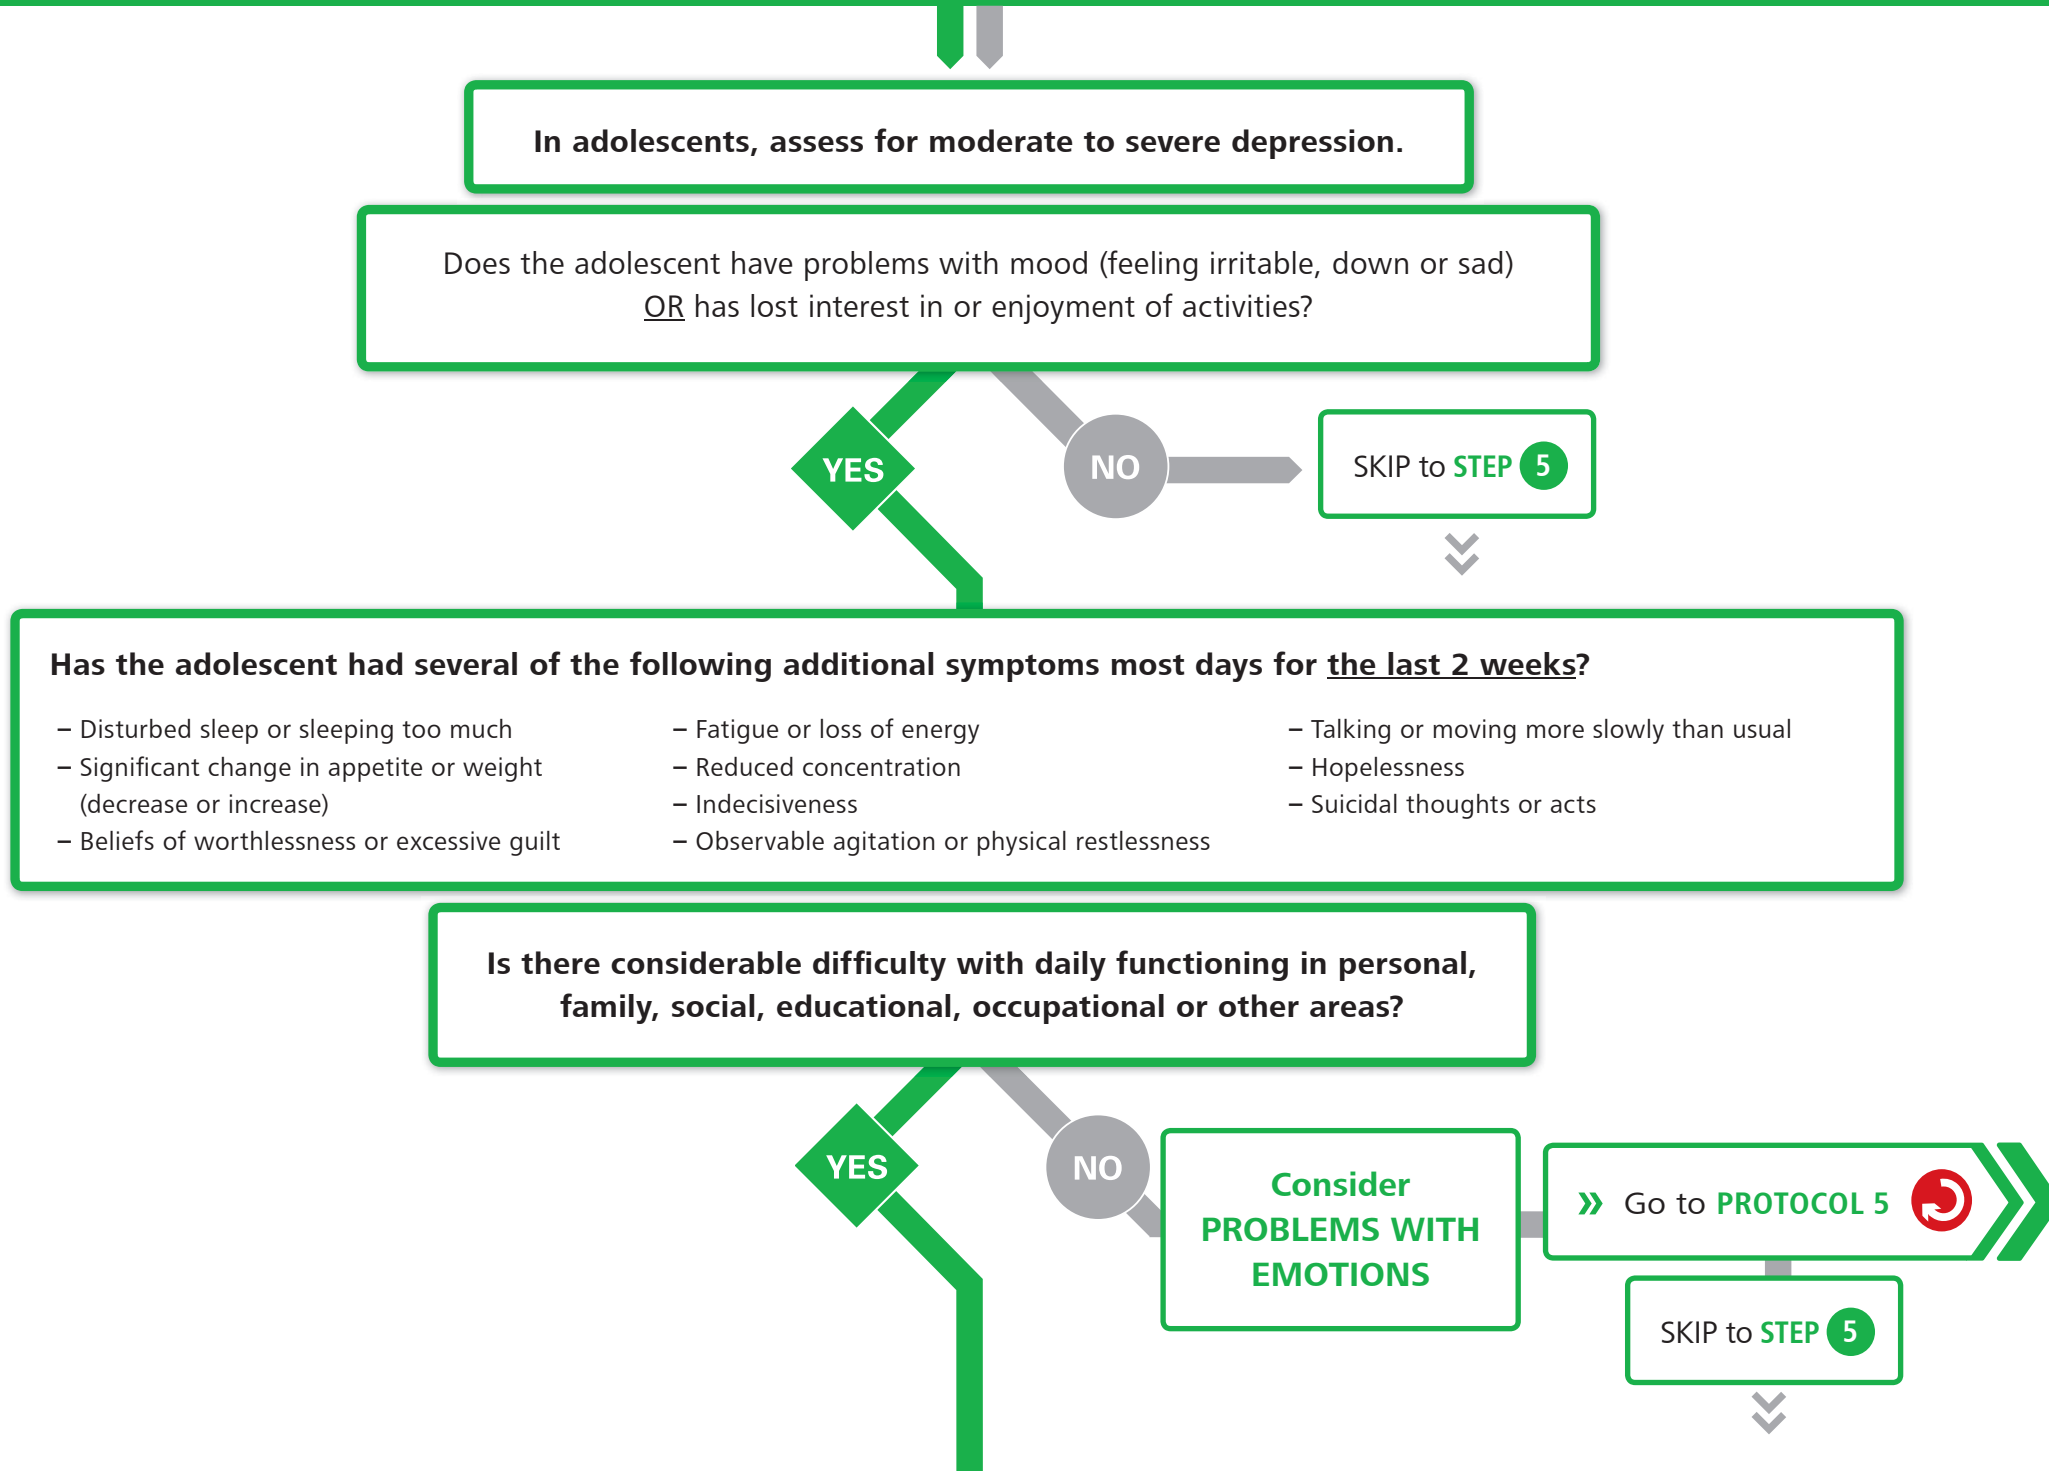 In adolescents, assess for moderate to severe depression.
Does the adolescent have problems with mood (feeling irritable, down or sad)
OR has lost interest in or enjoyment of activities?
YES
NO
SKIP to STEP 5
Has the adolescent had several of the following additional symptoms most days for the last 2 weeks?
– Disturbed sleep or sleeping too much
– Significant change in appetite or weight
(decrease or increase)
– Beliefs of worthlessness or excessive guilt
– Fatigue or loss of energy
– Reduced concentration
– Indecisiveness
– Observable agitation or physical restlessness
– Talking or moving more slowly than usual
– Hopelessness
– Suicidal thoughts or acts
Is there considerable difficulty with daily functioning in personal,
family, social, educational, occupational or other areas?
YES
NO
Consider
PROBLEMS WITH
EMOTIONS
» Go to PROTOCOL 5
SKIP to STEP 5